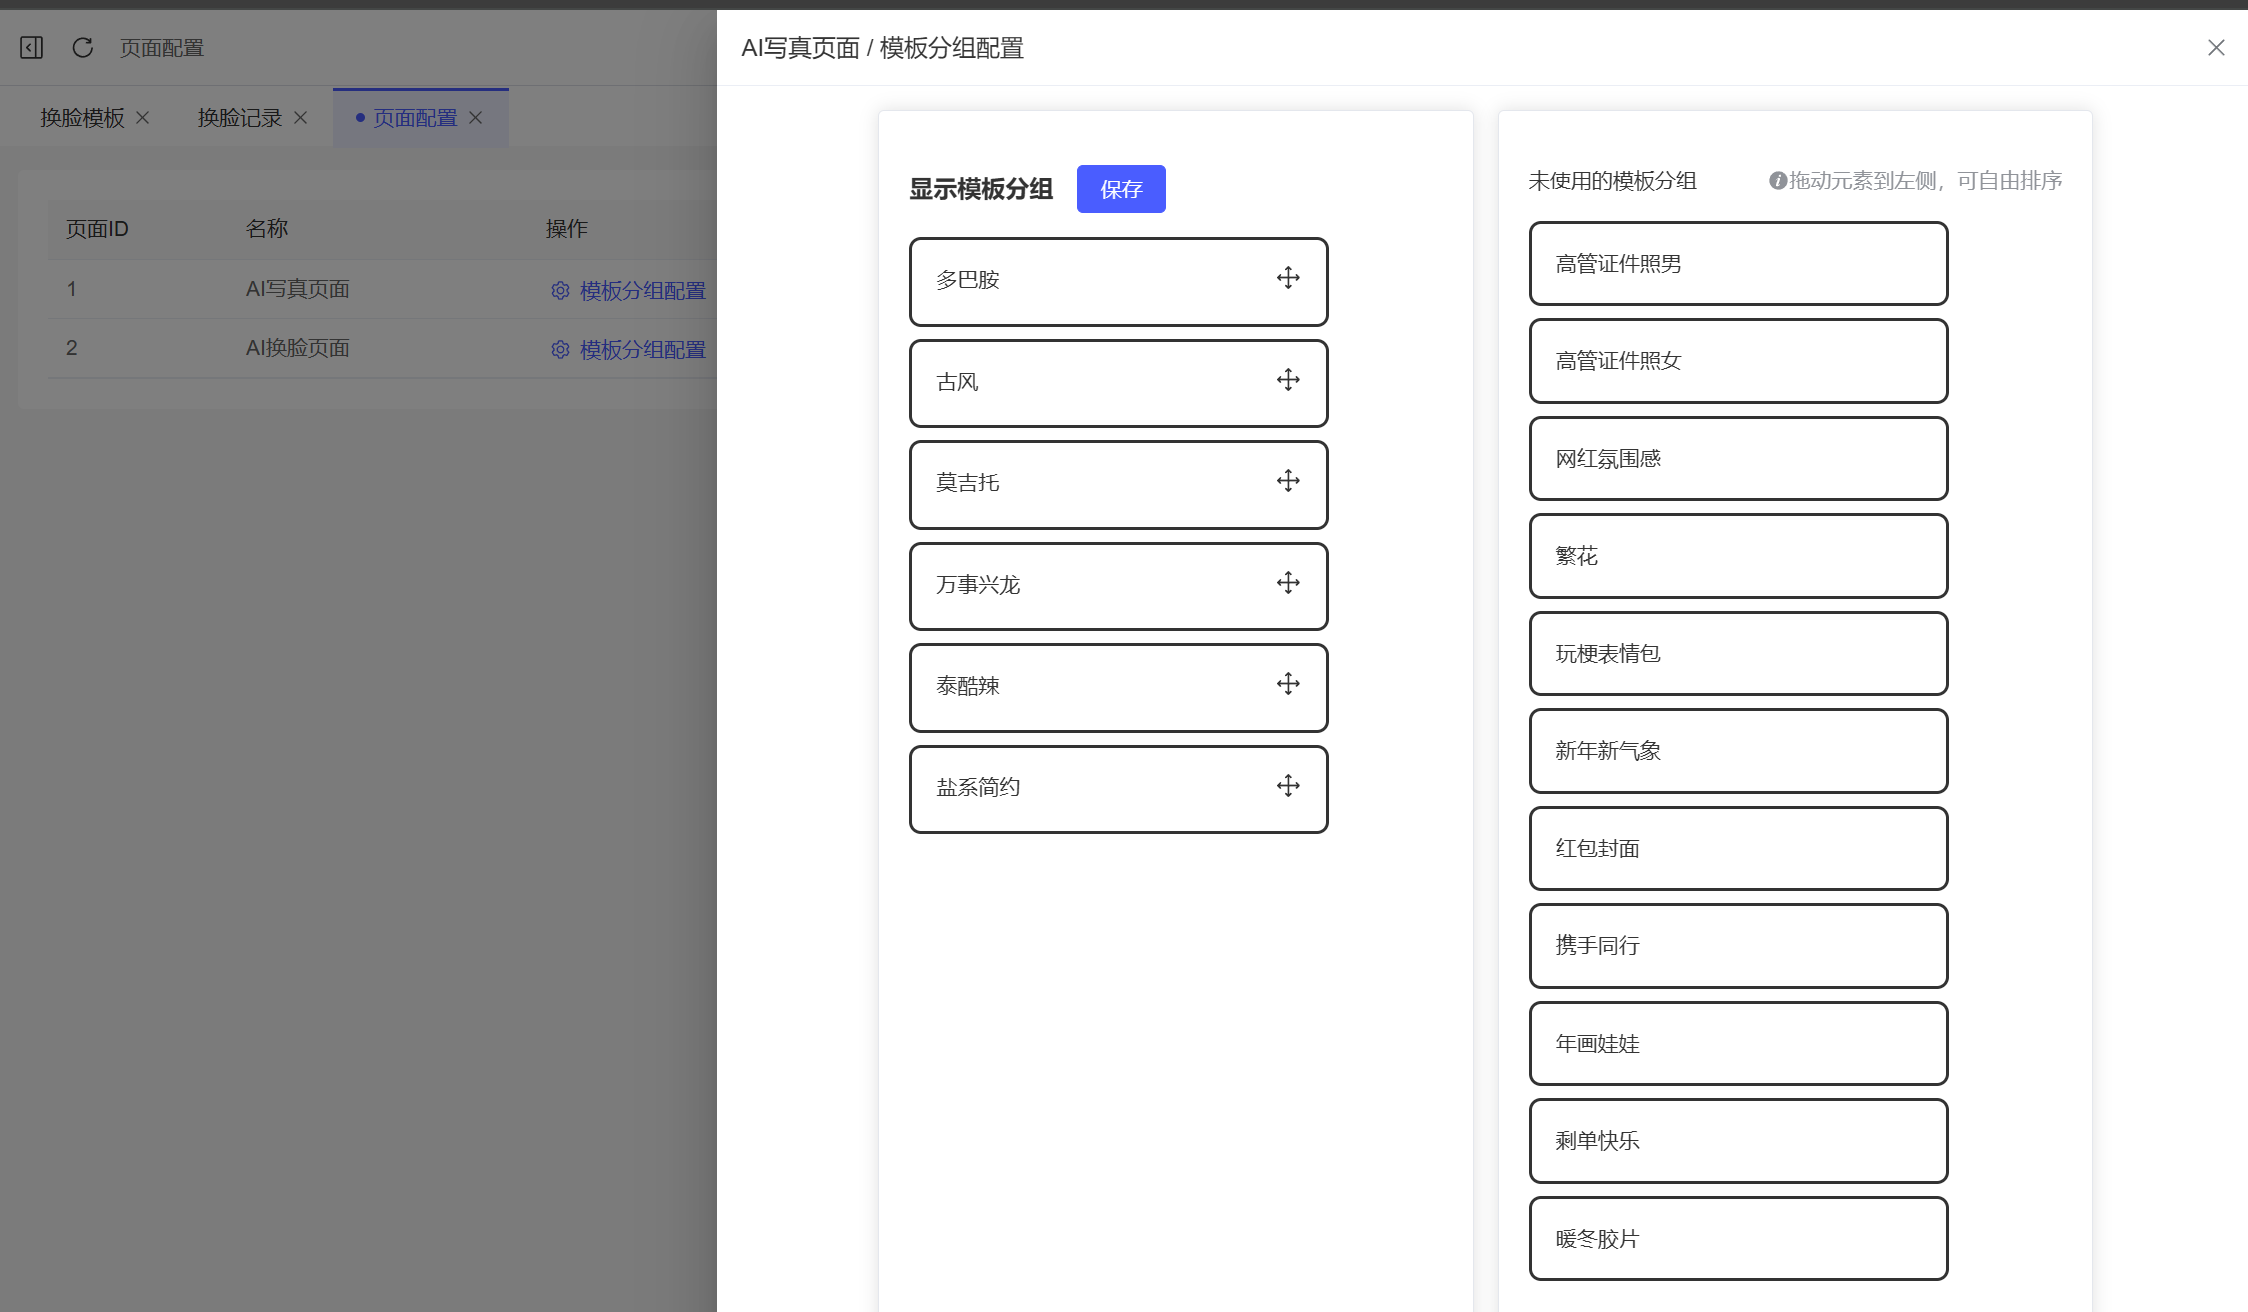 页面配置
换脸模板
换脸记录
页面配置
页面ID 名称 操作
1 AI写真页面 模板分组配置
2 AI换脸页面 模板分组配置
AI写真页面 / 模板分组配置
显示模板分组 保存
多巴胺
古风
莫吉托
万事兴龙
泰酷辣
盐系简约
未使用的模板分组 拖动元素到左侧，可自由排序
高管证件照男
高管证件照女
网红氛围感
繁花
玩梗表情包
新年新气象
红包封面
携手同行
年画娃娃
剩单快乐
暖冬胶片